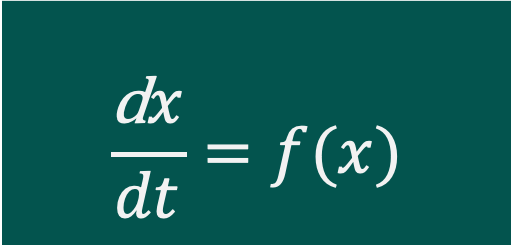 dx/dt = f(x)